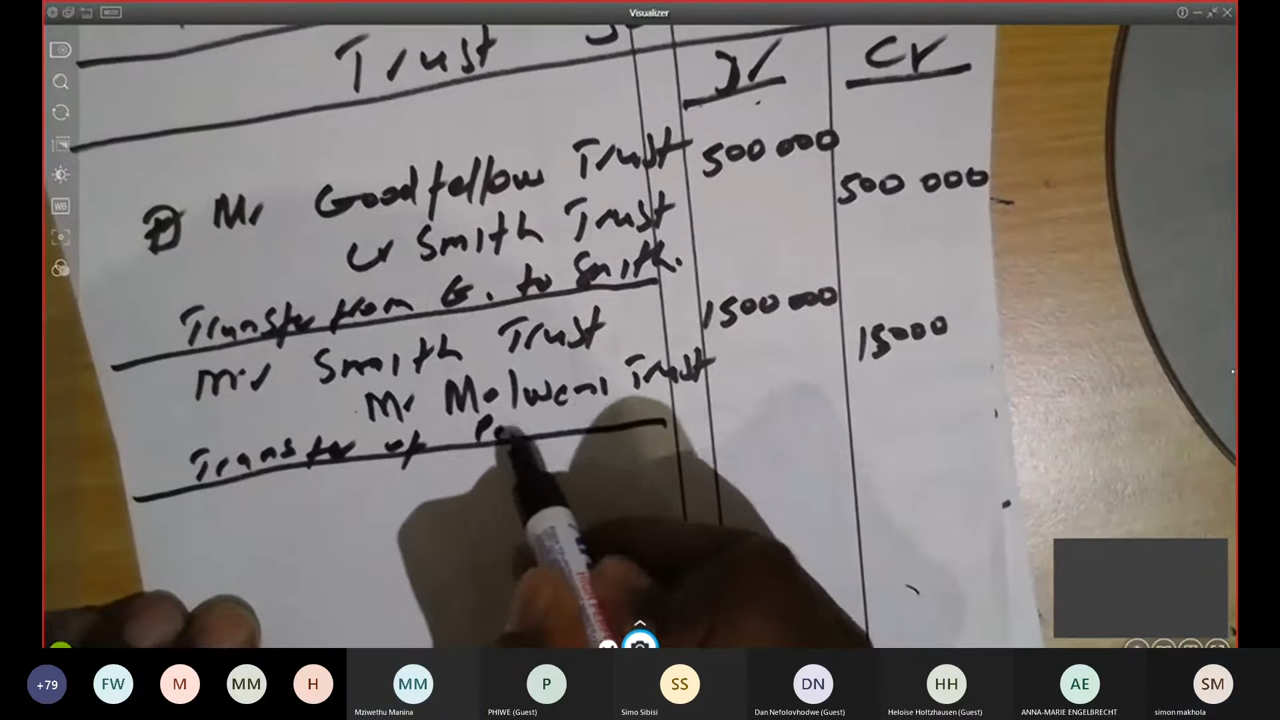 Visualizer
MODE
WB
Trust
Dr
Cr
Mr Goodfellow Trust 500 000
Cr Smith Trust 500 000
Transfer from G. to Smith.
Mr Smith Trust 1500 000
Mr Molweni Trust 15000
Transfer of
+79
FW
M
MM
H
MM
Mziwethu Manina
P
PHIWE (Guest)
SS
Simo Sibisi
DN
Dan Nefolovhodwe (Guest)
HH
Heloise Holtzhausen (Guest)
AE
ANNA-MARIE ENGELBRECHT
SM
simon makhola